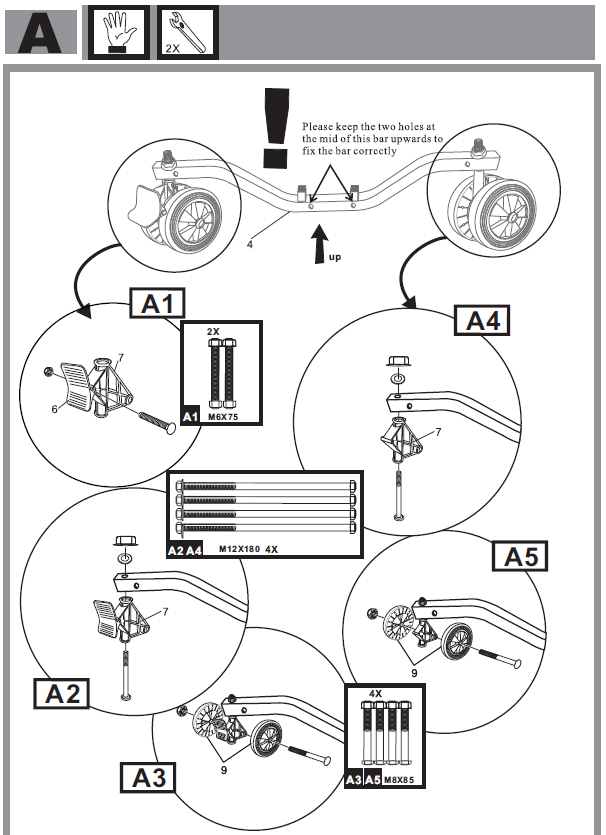 A
2X
Please keep the two holes at
the mid of this bar upwards to
fix the bar correctly
4
up
A1
A4
2X
7
6
A1 M6X75
7
A2 A4 M12X180 4X
A5
7
9
A2
4X
9
A3
A3 A5 M8X85